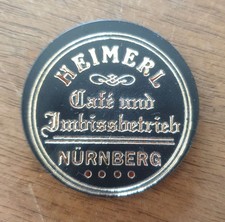 HEIMERL
Café und
Imbissbetrieb
NÜRNBERG